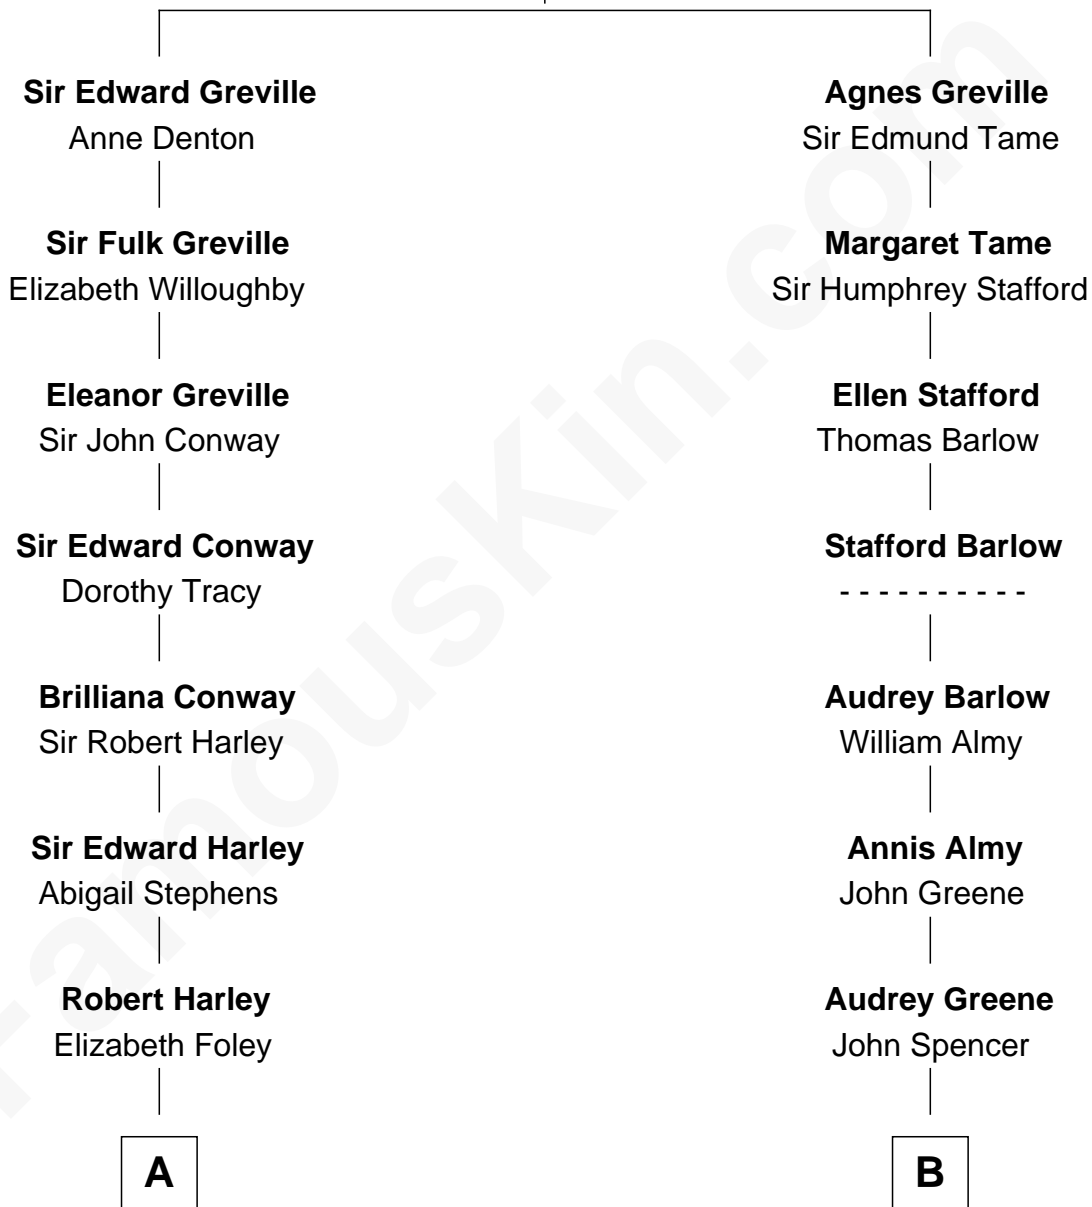 Sir Edward Greville
Anne Denton
Sir Fulk Greville
Elizabeth Willoughby
Eleanor Greville
Sir John Conway
Sir Edward Conway
Dorothy Tracy
Brilliana Conway
Sir Robert Harley
Sir Edward Harley
Abigail Stephens
Robert Harley
Elizabeth Foley
A
Agnes Greville
Sir Edmund Tame
Margaret Tame
Sir Humphrey Stafford
Ellen Stafford
Thomas Barlow
Stafford Barlow
- - - - - - - - - -
Audrey Barlow
William Almy
Annis Almy
John Greene
Audrey Greene
John Spencer
B
FamousKin.com